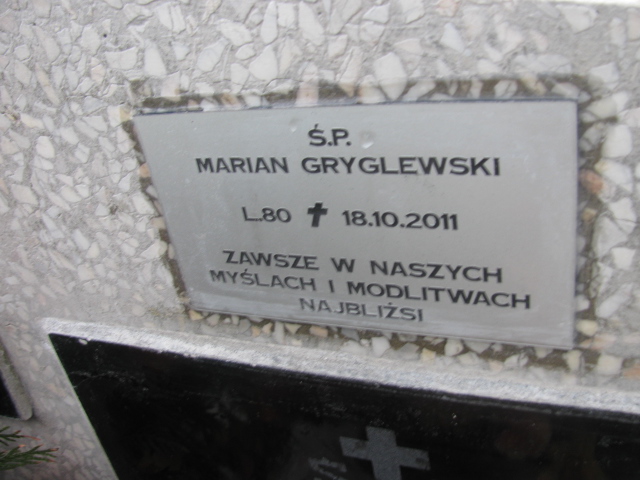 Ś.P.
MARIAN GRYGLEWSKI
L.80 ✝ 18.10.2011
ZAWSZE W NASZYCH
MYŚLACH I MODLITWACH
NAJBLIŻSI